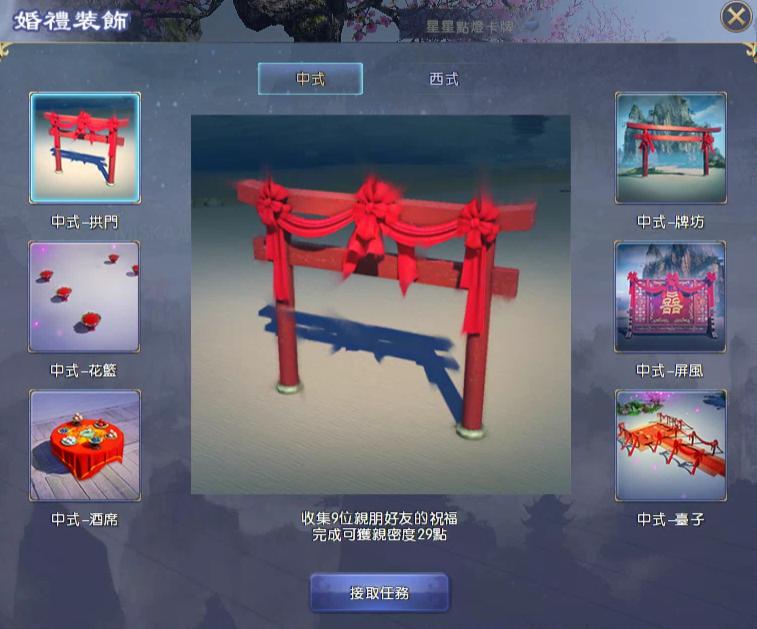 婚禮裝飾
星星點燈卡牌
中式
西式
中式-拱門
中式-牌坊
中式-花籃
中式-屏風
中式-酒席
中式-臺子
收集9位親朋好友的祝福
完成可獲親密度29點
接取任務